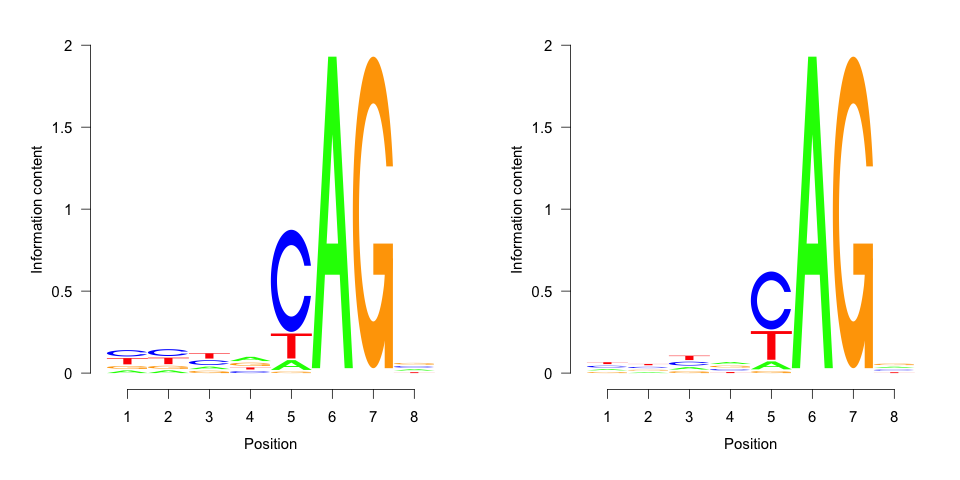 2
1.5
1
0.5
0
Information content
C
T
A
A
G
1 2 3 4 5 6 7 8
Position
2
1.5
1
0.5
0
Information content
C
T
A
A
G
1 2 3 4 5 6 7 8
Position